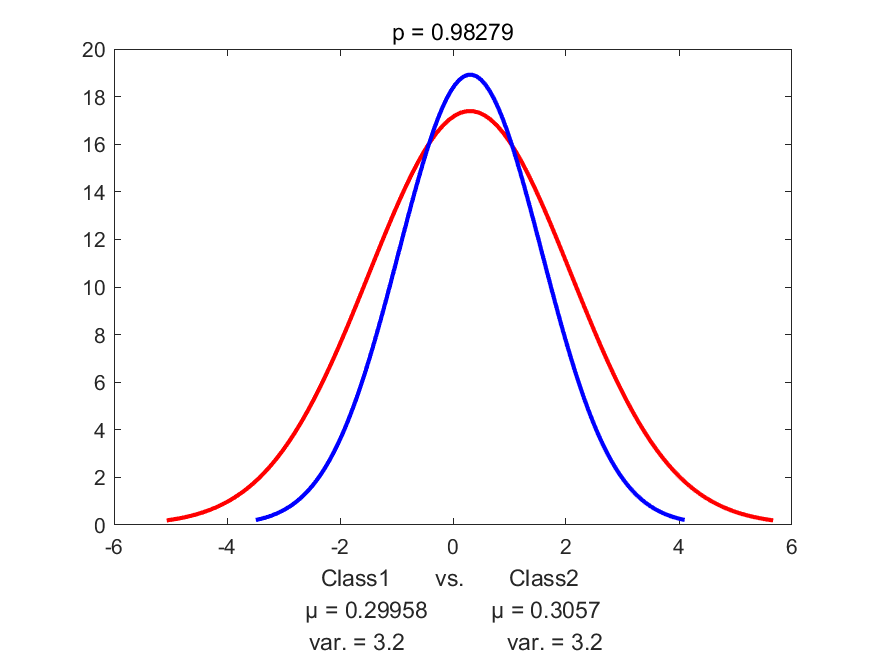 p = 0.98279
20
18
16
14
12
10
8
6
4
2
0
-6 -4 -2 0 2 4 6
Class1 vs. Class2
μ = 0.29958 μ = 0.3057
var. = 3.2 var. = 3.2